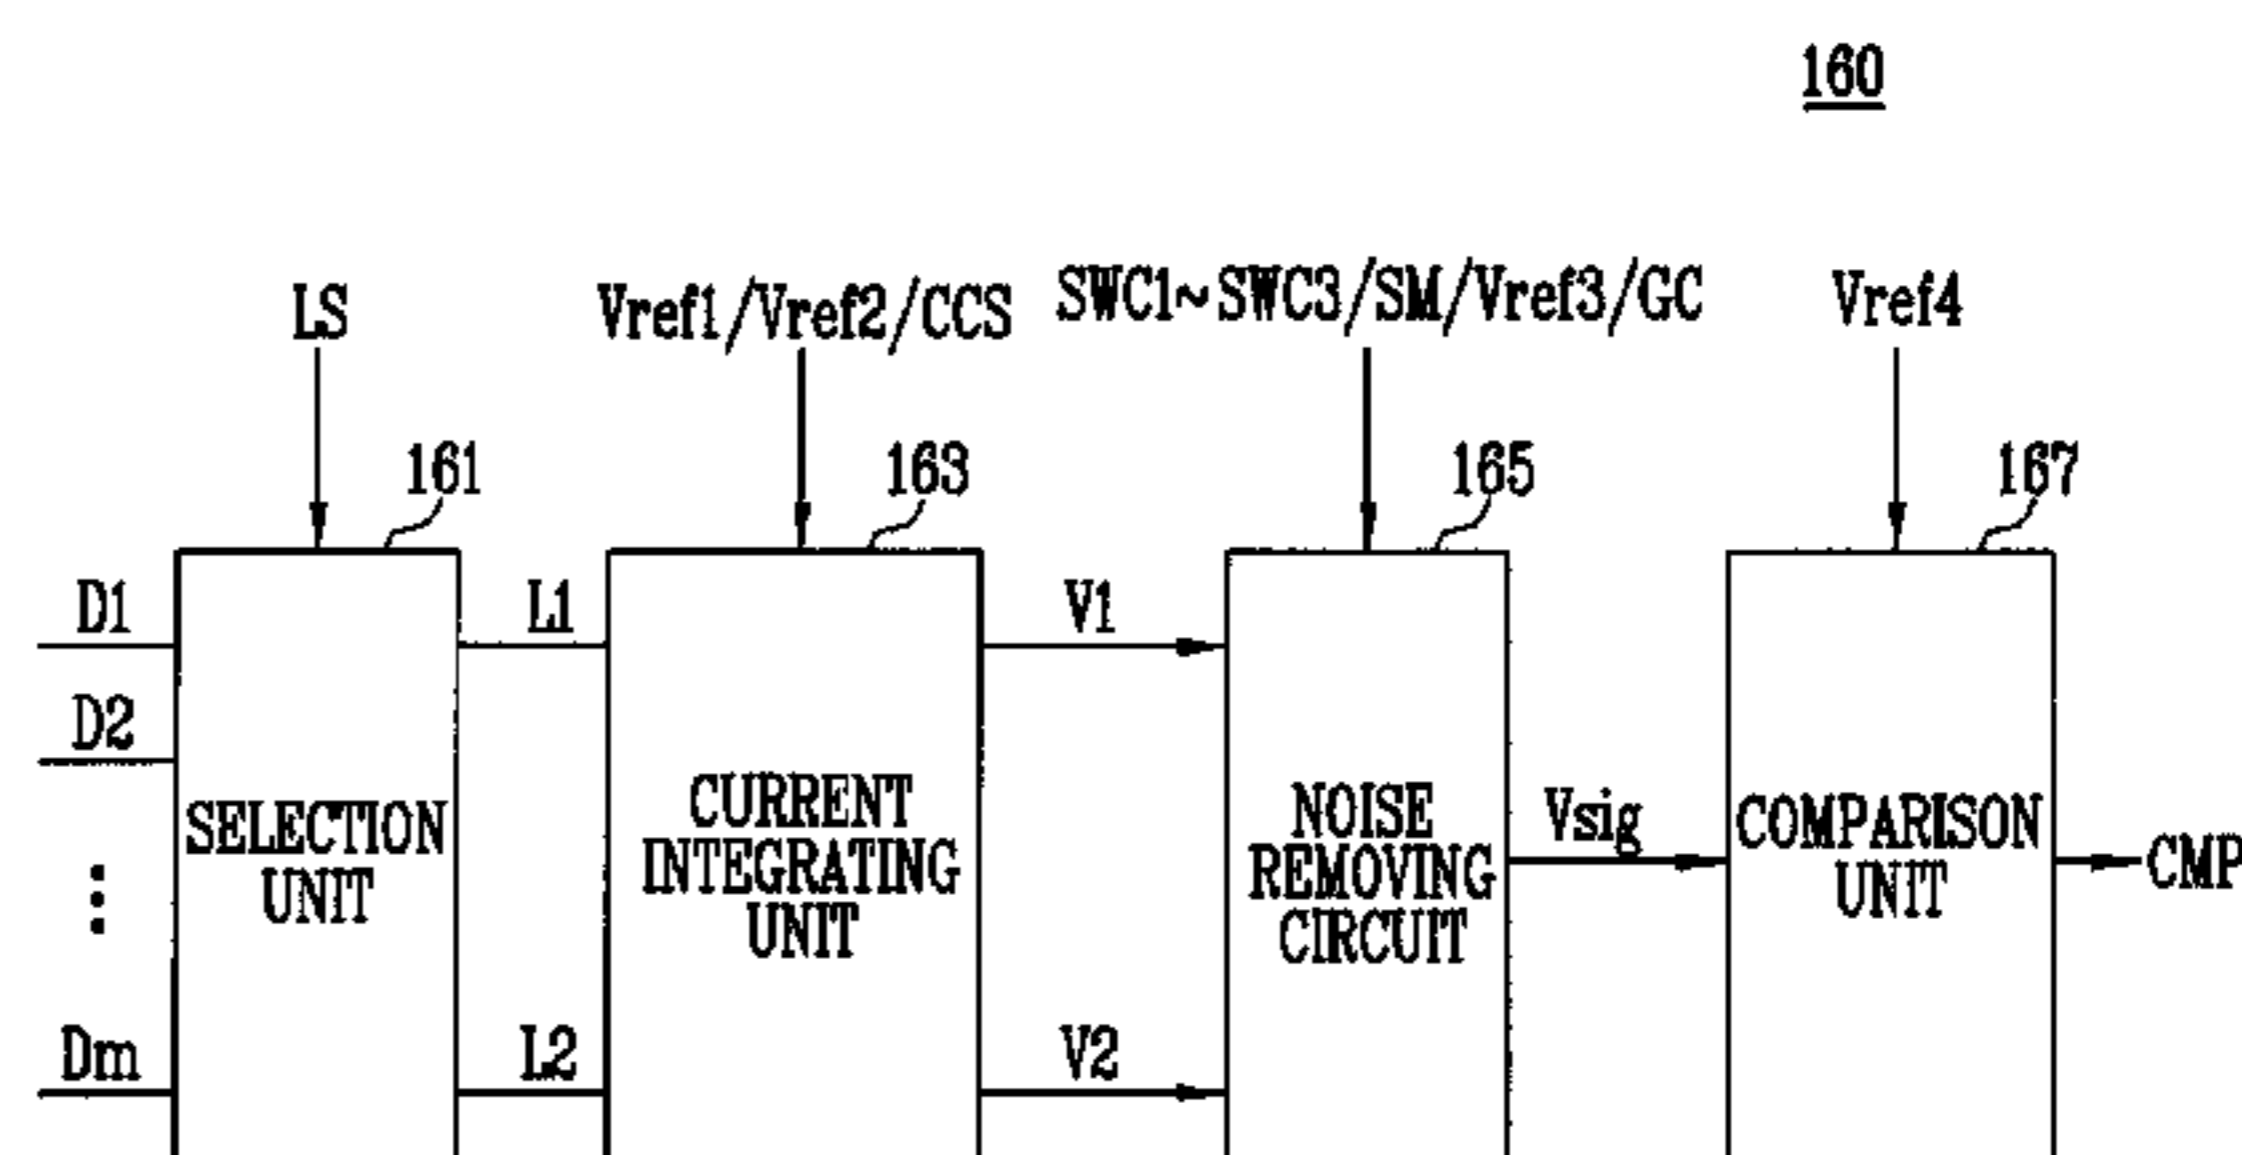 160
LS
Vref1/Vref2/CCS
SWC1~SWC3/SM/Vref3/GC
Vref4
161
163
165
167
D1
L1
V1
D2
SELECTION
UNIT
CURRENT
INTEGRATING
UNIT
NOISE
REMOVING
CIRCUIT
Vsig
COMPARISON
UNIT
CMP
Dm
L2
V2